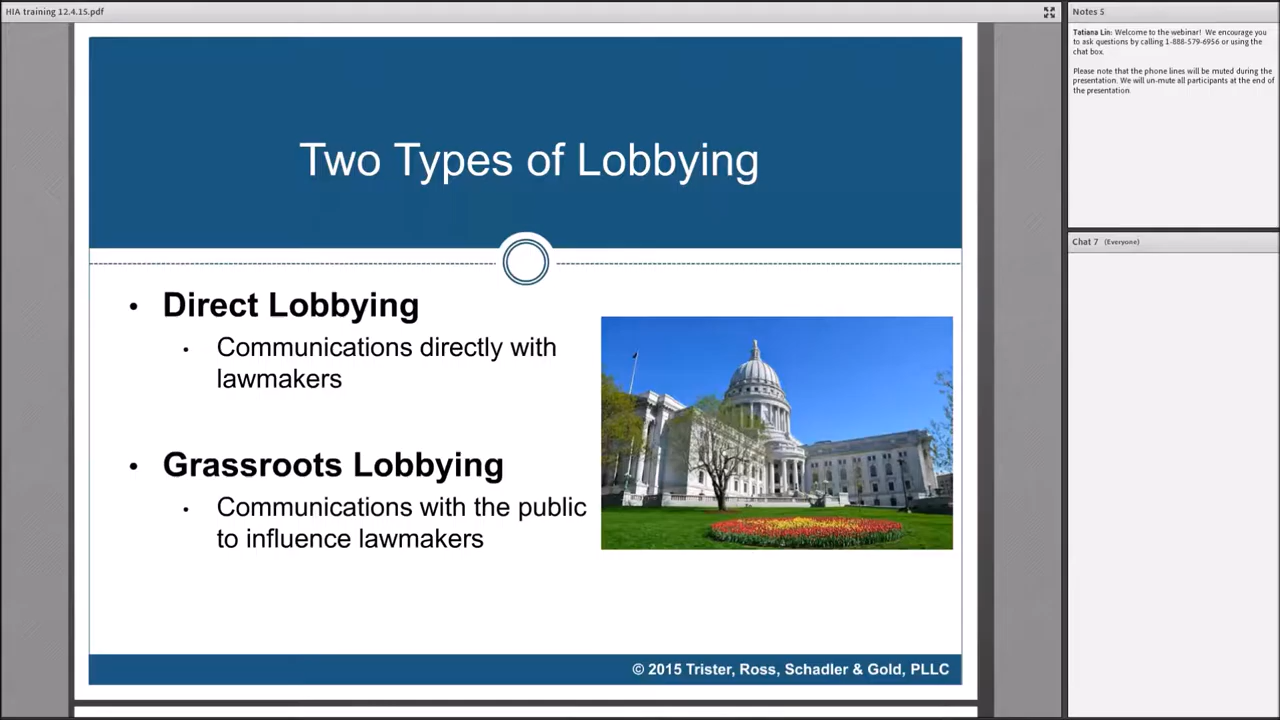 HIA training 12.4.15.pdf
Two Types of Lobbying
• Direct Lobbying
• Communications directly with
lawmakers
• Grassroots Lobbying
• Communications with the public
to influence lawmakers
© 2015 Trister, Ross, Schadler & Gold, PLLC
Notes 5
Tatiana Lin: Welcome to the webinar! We encourage you
to ask questions by calling 1-888-579-6956 or using the
chat box.
Please note that the phone lines will be muted during the
presentation. We will un-mute all participants at the end of
the presentation.
Chat 7 (Everyone)